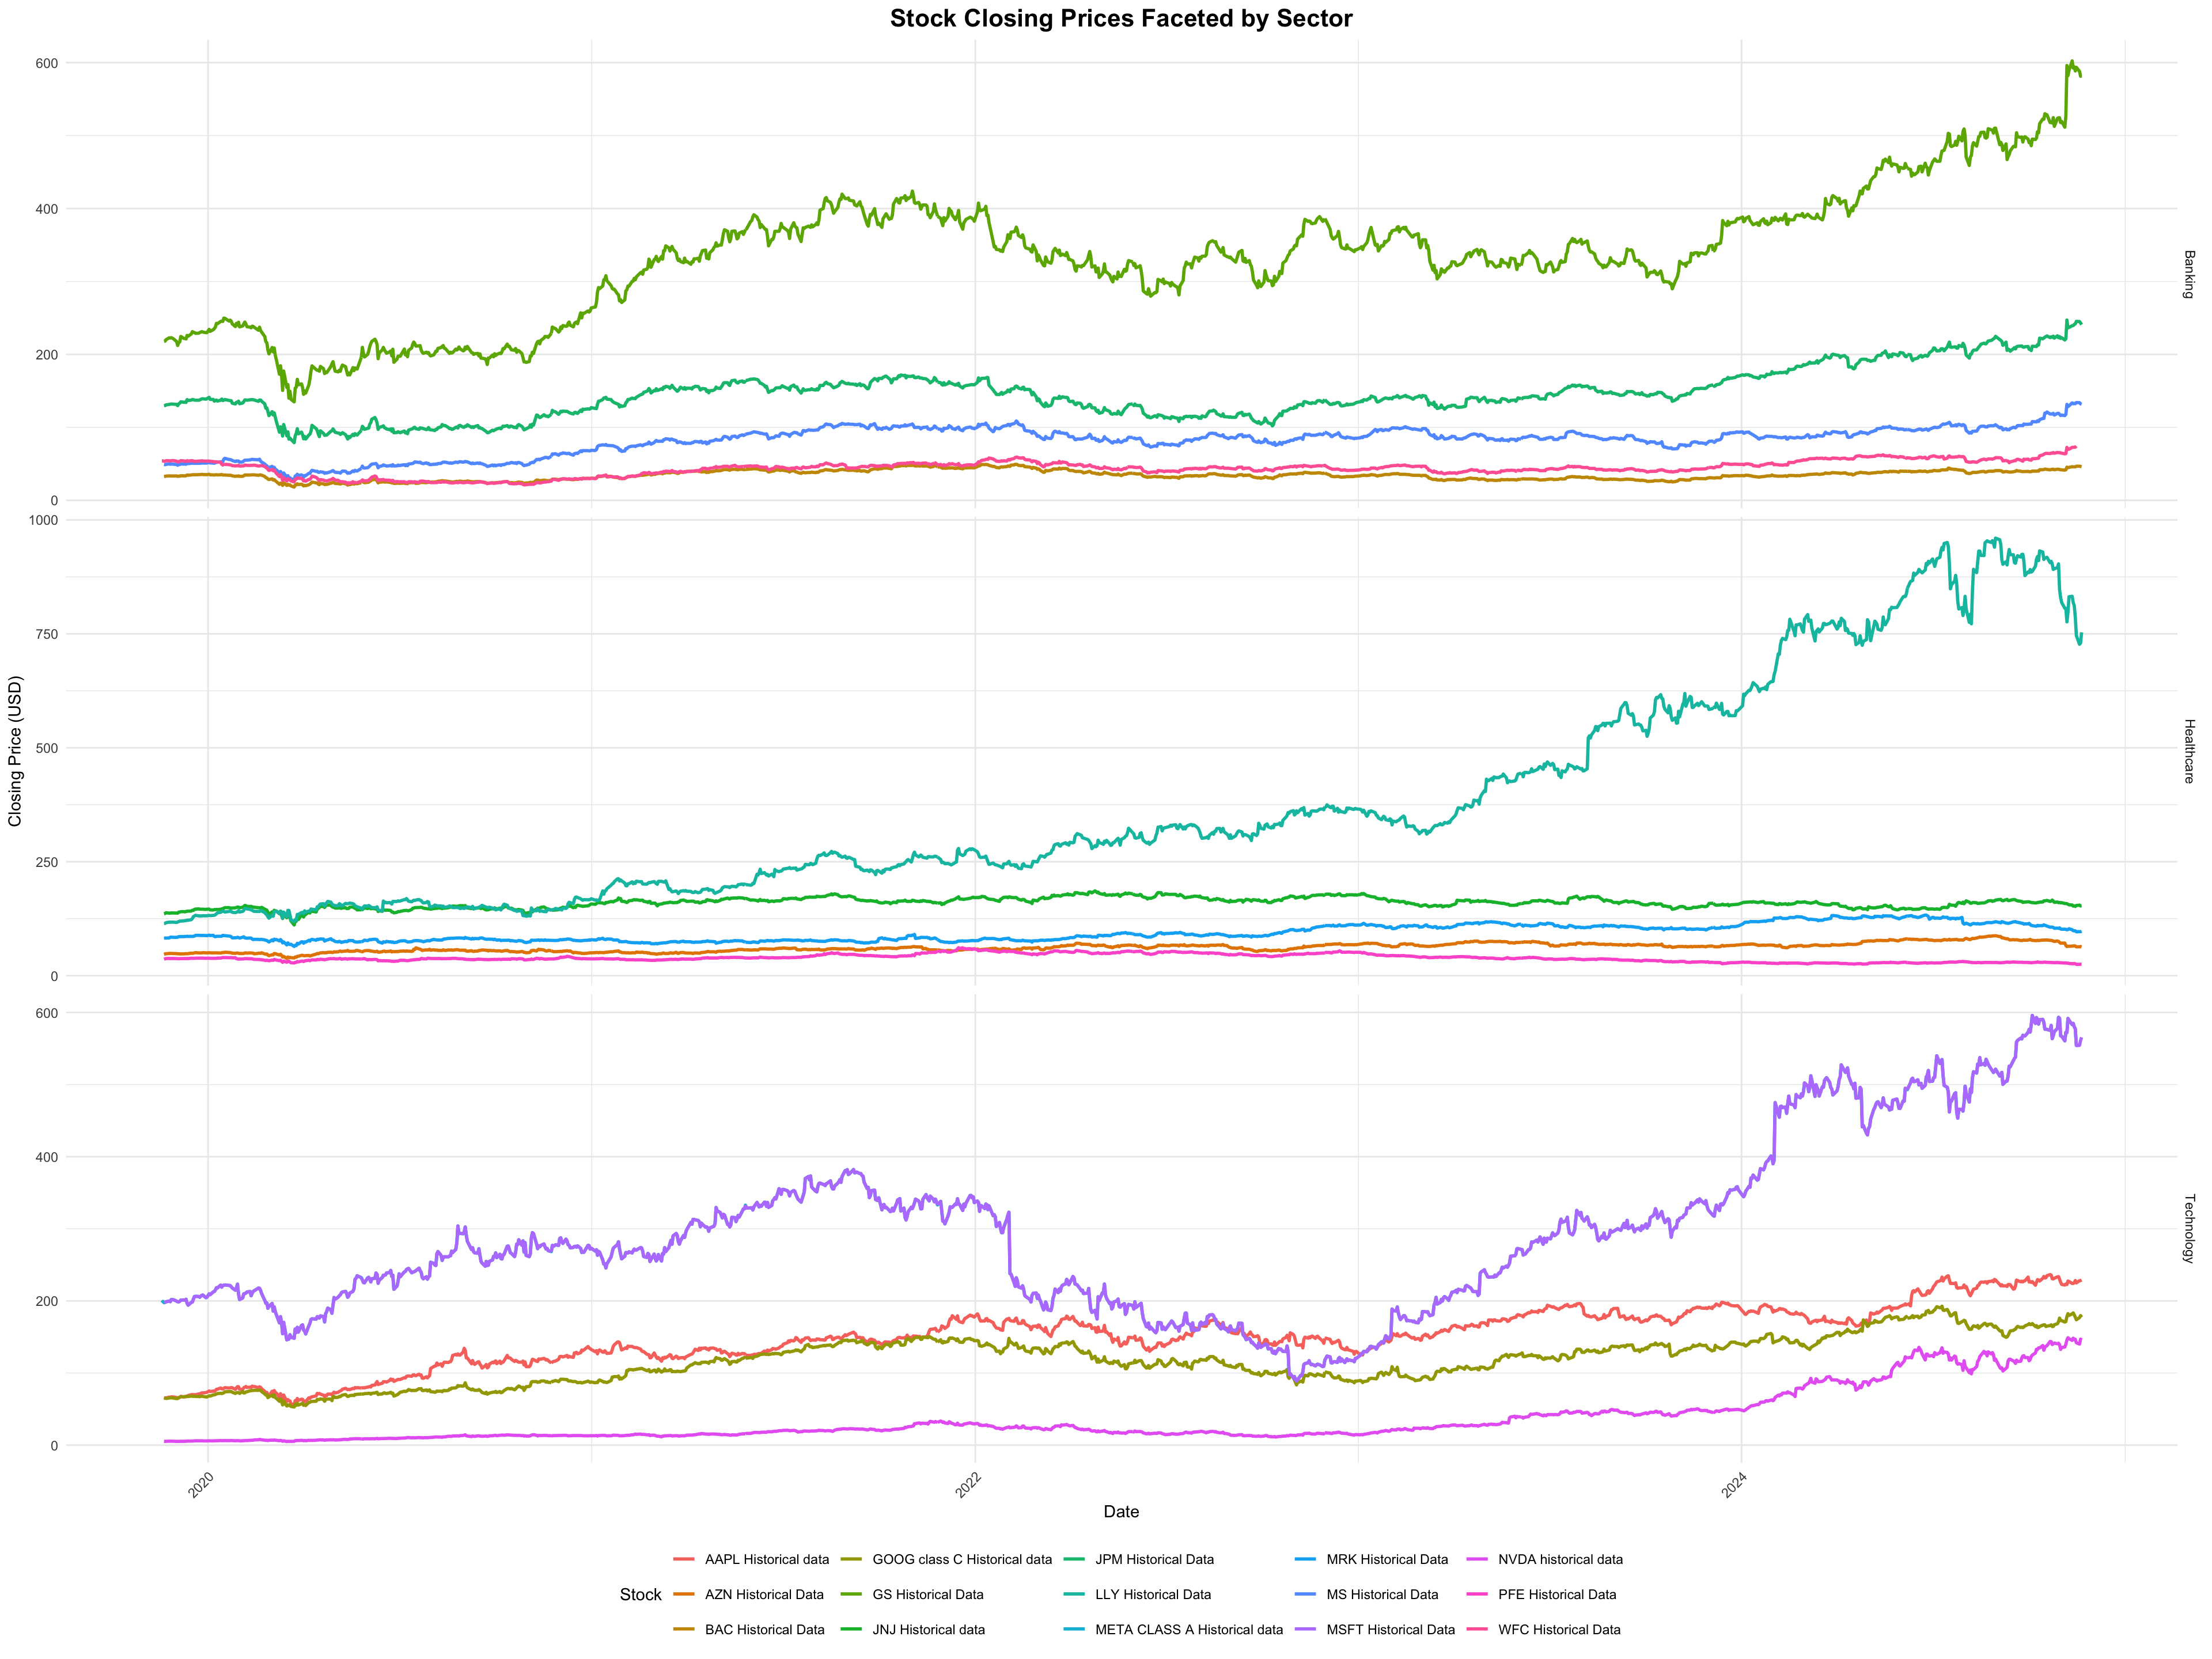 Stock Closing Prices Faceted by Sector
600
400
200
0
Banking
1000
750
500
250
0
Healthcare
600
400
200
0
Technology
Closing Price (USD)
2020
2022
2024
Date
Stock
AAPL Historical data
GOOG class C Historical data
JPM Historical Data
MRK Historical Data
NVDA historical data
AZN Historical Data
GS Historical Data
LLY Historical Data
MS Historical Data
PFE Historical Data
BAC Historical Data
JNJ Historical data
META CLASS A Historical data
MSFT Historical Data
WFC Historical Data